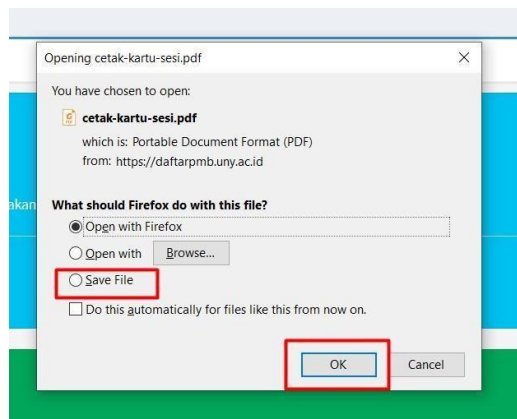 Opening cetak-kartu-sesi.pdf
You have chosen to open:
cetak-kartu-sesi.pdf
which is: Portable Document Format (PDF)
from: https://daftarpmb.uny.ac.id
akan
What should Firefox do with this file?
Open with Firefox
Open with Browse...
Save File
Do this automatically for files like this from now on.
OK Cancel